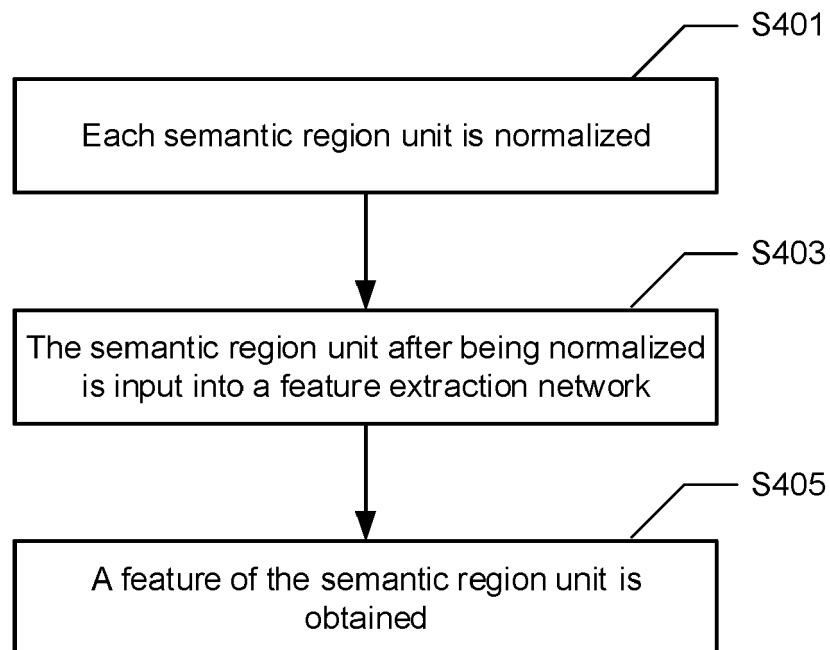 S401
Each semantic region unit is normalized
S403
The semantic region unit after being normalized
is input into a feature extraction network
S405
A feature of the semantic region unit is
obtained